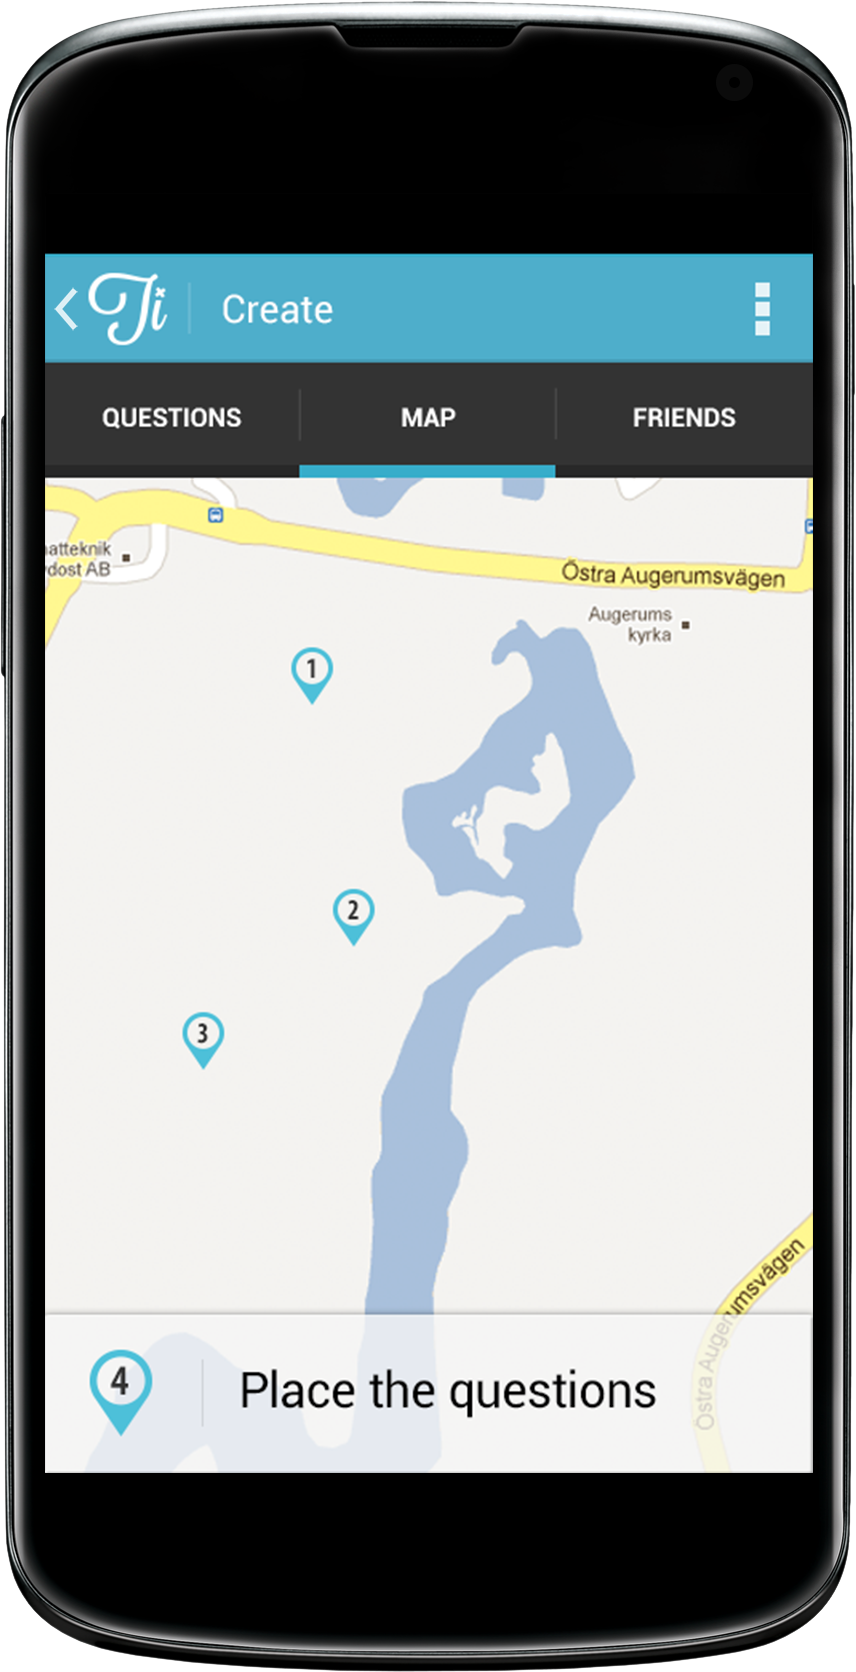 Ti
Create
QUESTIONS
MAP
FRIENDS
atteknik
dost AB
Östra Augerumsvägen
Augerums
kyrka
1
2
3
Östra Augerumsvägen
4
Place the questions